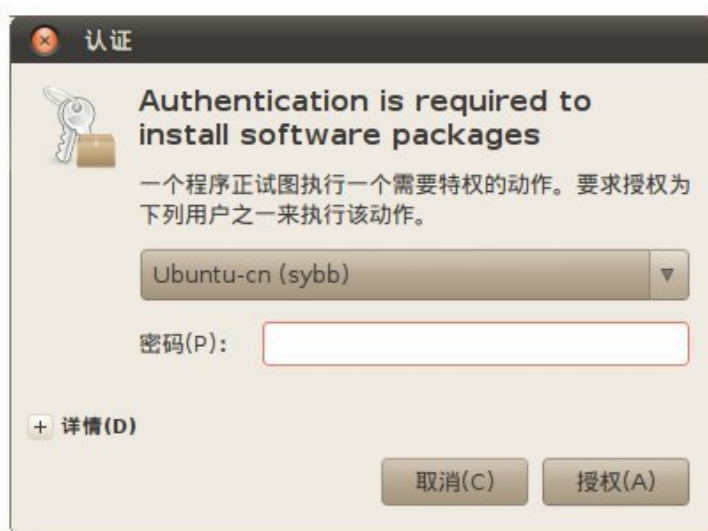 认证
Authentication is required to
install software packages
一个程序正试图执行一个需要特权的动作。要求授权为
下列用户之一来执行该动作。
Ubuntu-cn (sybb)
密码(P):
详情(D)
取消(C) 授权(A)